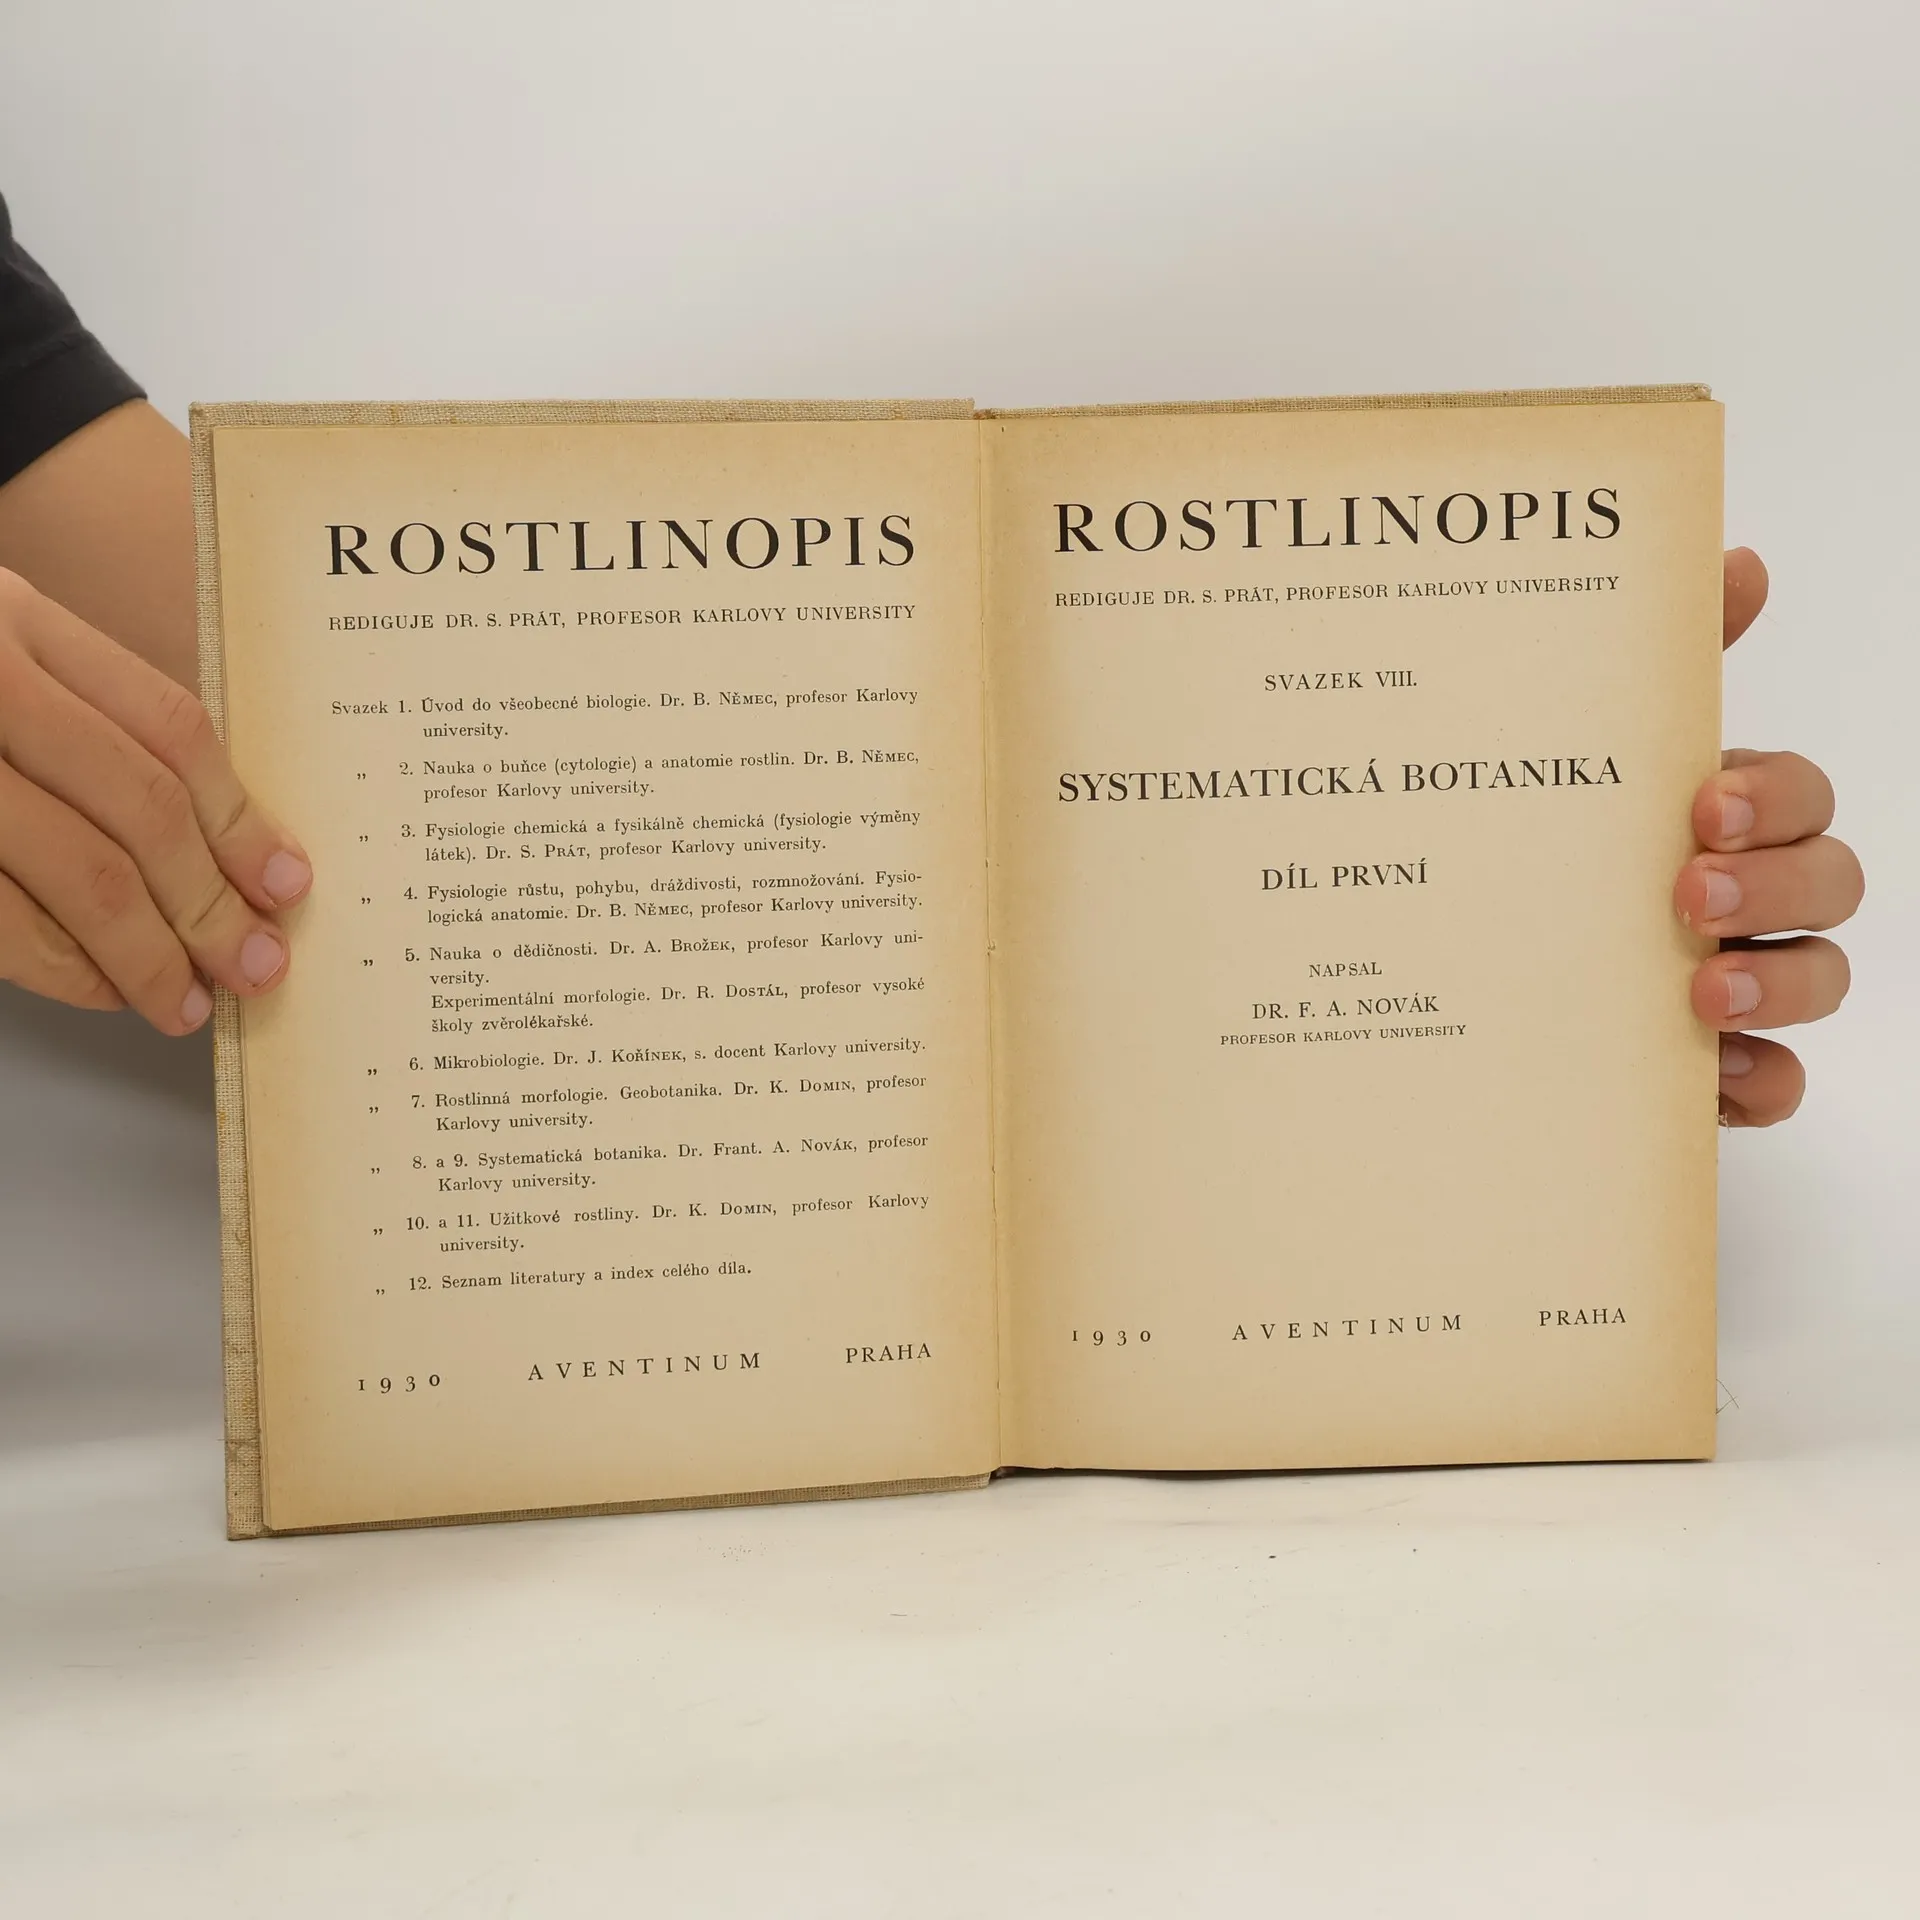 ROSTLINOPIS
REDIGUJE DR. S. PRÁT, PROFESOR KARLOVY UNIVERSITY
Svazek 1. Úvod do všeobecné biologie. Dr. B. NĚMEC, profesor Karlovy
university.
„ 2. Nauka o buňce (cytologie) a anatomie rostlin. Dr. B. NĚMEC,
profesor Karlovy university.
„ 3. Fysiologie chemická a fysikálně chemická (fysiologie výměny
látek). Dr. S. PRÁT, profesor Karlovy university.
„ 4. Fysiologie růstu, pohybu, dráždivosti, rozmnožování. Fysio-
logická anatomie. Dr. B. NĚMEC, profesor Karlovy university.
„ 5. Nauka o dědičnosti. Dr. A. BROŽEK, profesor Karlovy uni-
versity.
Experimentální morfologie. Dr. R. DOSTÁL, profesor vysoké
školy zvěrolékařské.
„ 6. Mikrobiologie. Dr. J. KOŘÍNEK, s. docent Karlovy university.
„ 7. Rostlinná morfologie. Geobotanika. Dr. K. DOMIN, profesor
Karlovy university.
„ 8. a 9. Systematická botanika. Dr. Frant. A. NOVÁK, profesor
Karlovy university.
„ 10. a 11. Užitkové rostliny. Dr. K. DOMIN, profesor Karlovy
university.
„ 12. Seznam literatury a index celého díla.
1930 AVENTINUM PRAHA
ROSTLINOPIS
REDIGUJE DR. S. PRÁT, PROFESOR KARLOVY UNIVERSITY
SVAZEK VIII.
SYSTEMATICKÁ BOTANIKA
DÍL PRVNÍ
NAPSAL
DR. F. A. NOVÁK
PROFESOR KARLOVY UNIVERSITY
1930 AVENTINUM PRAHA